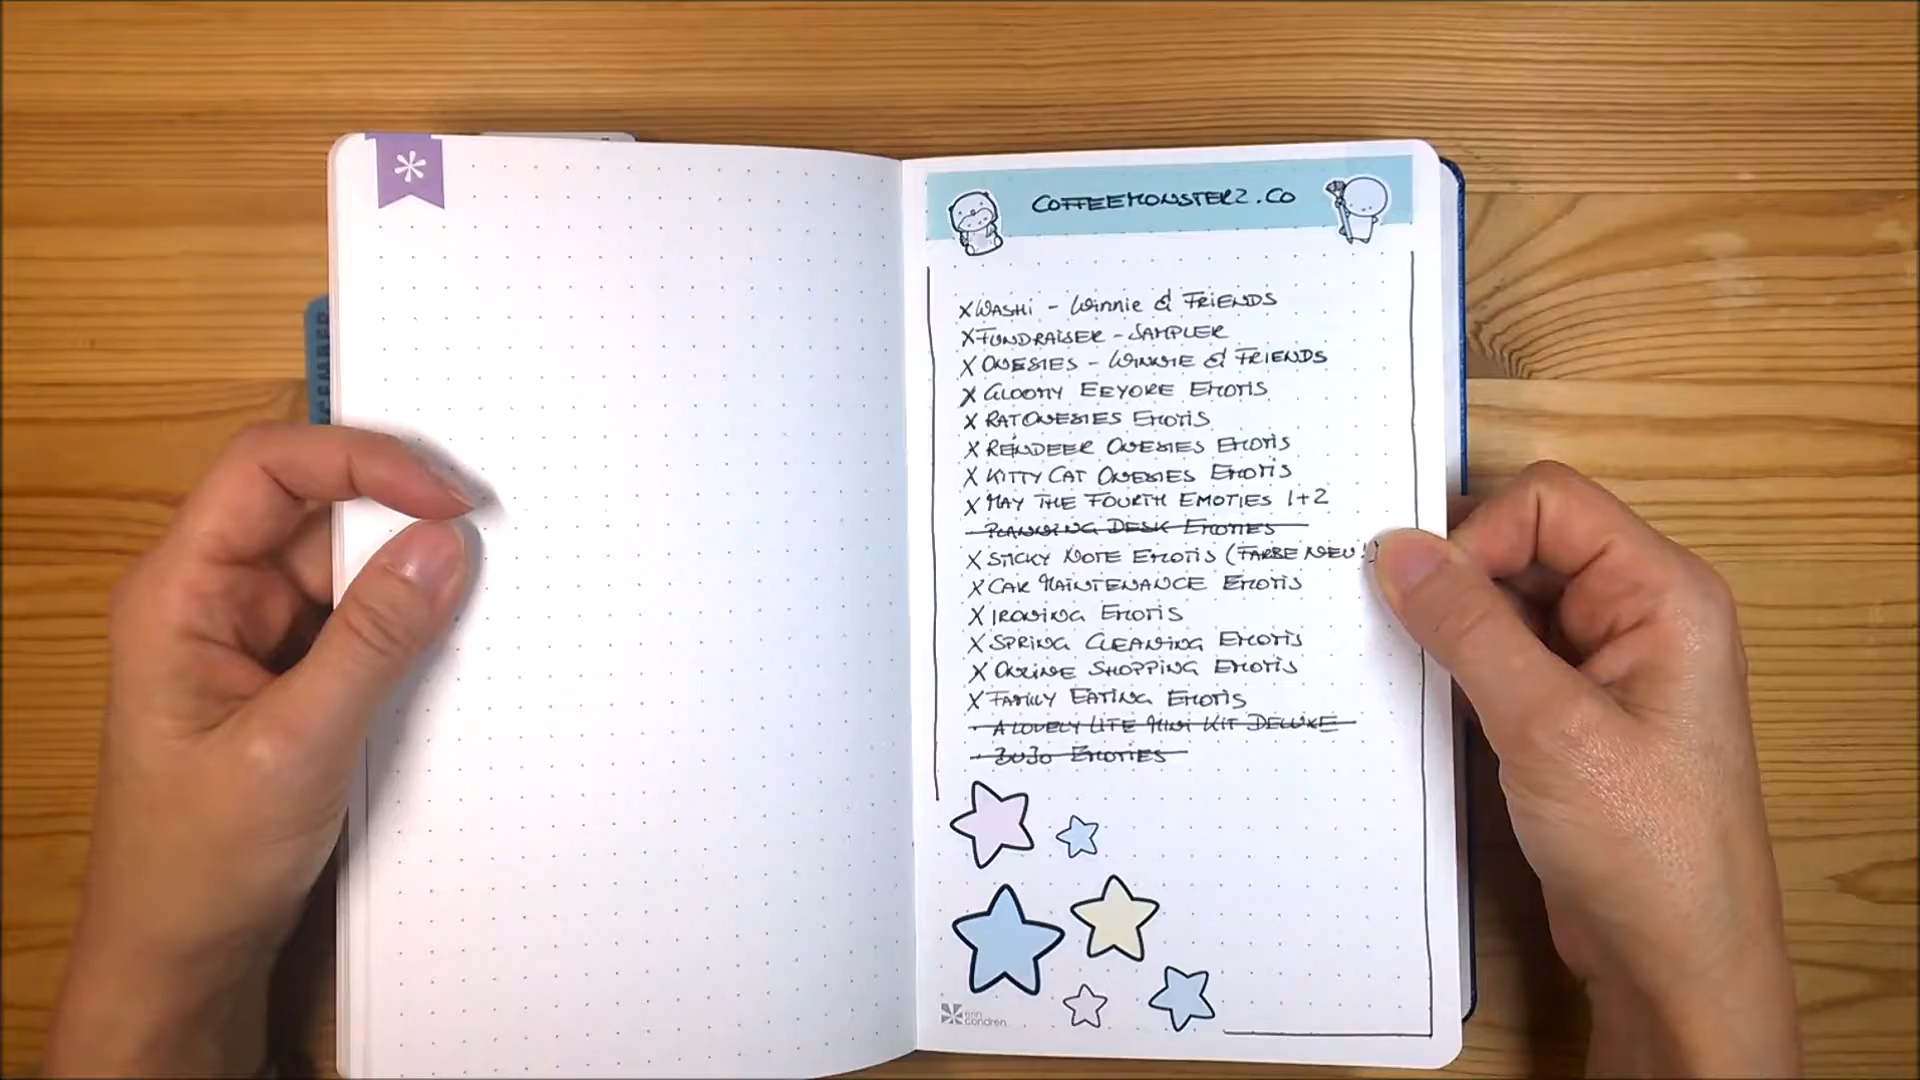 COFFEEMONSTERZ.CO
X WASHI - Winnie & FRIENDS
X FUNDRAISER - SAMPLER
X ONESIES - WINNIE & FRIENDS
X GLOOMY EEYORE EMOTIS
X RAT ONESIES EMOTIS
X REINDEER ONESIES EMOTIS
X KITTY CAT ONESIES EMOTIS
X MAY THE FOURTH EMOTIES 1+2
- PLANNING DESK EMOTIES
X STICKY NOTE EMOTIS (FARBE NEU!)
X CAR MAINTENANCE EMOTIS
X IRONING EMOTIS
X SPRING CLEANING EMOTIS
X ONLINE SHOPPING EMOTIS
X FAMILY EATING EMOTIS
- A LOVELY LITE MINI KIT DELUXE
- BUJO EMOTIES
erin
condren